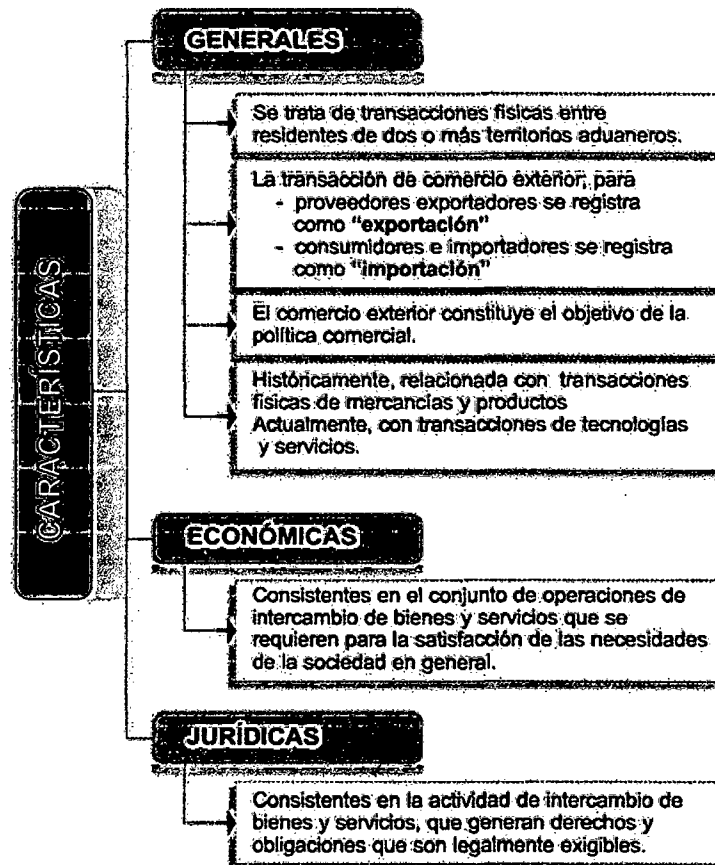 CARACTERÍSTICAS
GENERALES
Se trata de transacciones físicas entre
residentes de dos o más territorios aduaneros.
La transacción de comercio exterior, para
- proveedores exportadores se registra
como "exportación"
- consumidores e importadores se registra
como "importación"
El comercio exterior constituye el objetivo de la
política comercial.
Históricamente, relacionada con transacciones
físicas de mercancías y productos
Actualmente, con transacciones de tecnologías
y servicios.
ECONÓMICAS
Consistentes en el conjunto de operaciones de
intercambio de bienes y servicios que se
requieren para la satisfacción de las necesidades
de la sociedad en general.
JURÍDICAS
Consistentes en la actividad de intercambio de
bienes y servicios, que generan derechos y
obligaciones que son legalmente exigibles.